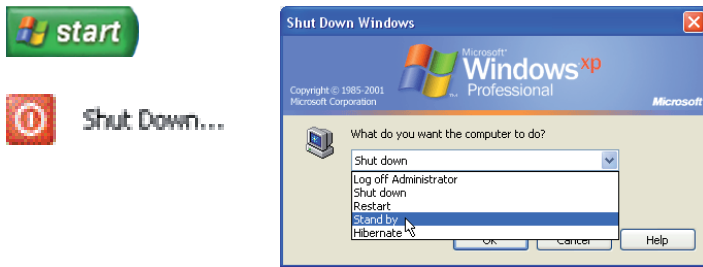 start
Shut Down...
Shut Down Windows
Microsoft®
Windows xp
Professional
Copyright © 1985-2001
Microsoft Corporation
Microsoft
What do you want the computer to do?
Shut down
Log off Administrator
Shut down
Restart
Stand by
Hibernate
OK
Cancel
Help